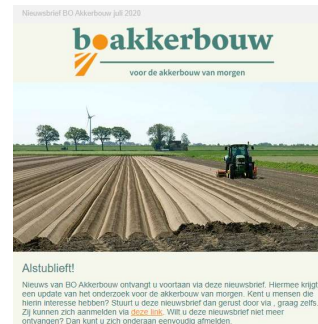 Nieuwsbrief BO Akkerbouw juli 2028
boakkerbouw
voor de akkerbouw van morgen
Alstublieft!
Nieuws van BO Akkerbouw ontvangt u voortaan via deze nieuwsbrief. Hiermee krijgt
een update van het onderzoek voor de akkerbouw van morgen. Kent u mensen die
hierin interesse hebben? Stuurt u deze nieuwsbrief dan gerust door via , graag zelfs.
Zij kunnen zich aanmelden via deze link. Wilt u deze nieuwsbrief niet meer
ontvangen? Dan kunt u zich onderaan eenvoudig afmelden.